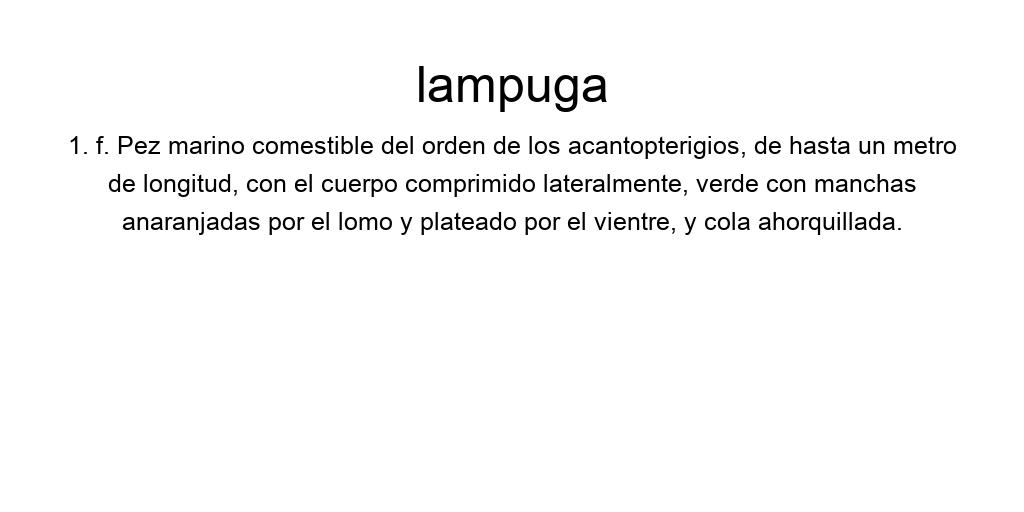 lampuga
1. f. Pez marino comestible del orden de los acantopterigios, de hasta un metro
de longitud, con el cuerpo comprimido lateralmente, verde con manchas
anaranjadas por el lomo y plateado por el vientre, y cola ahorquillada.